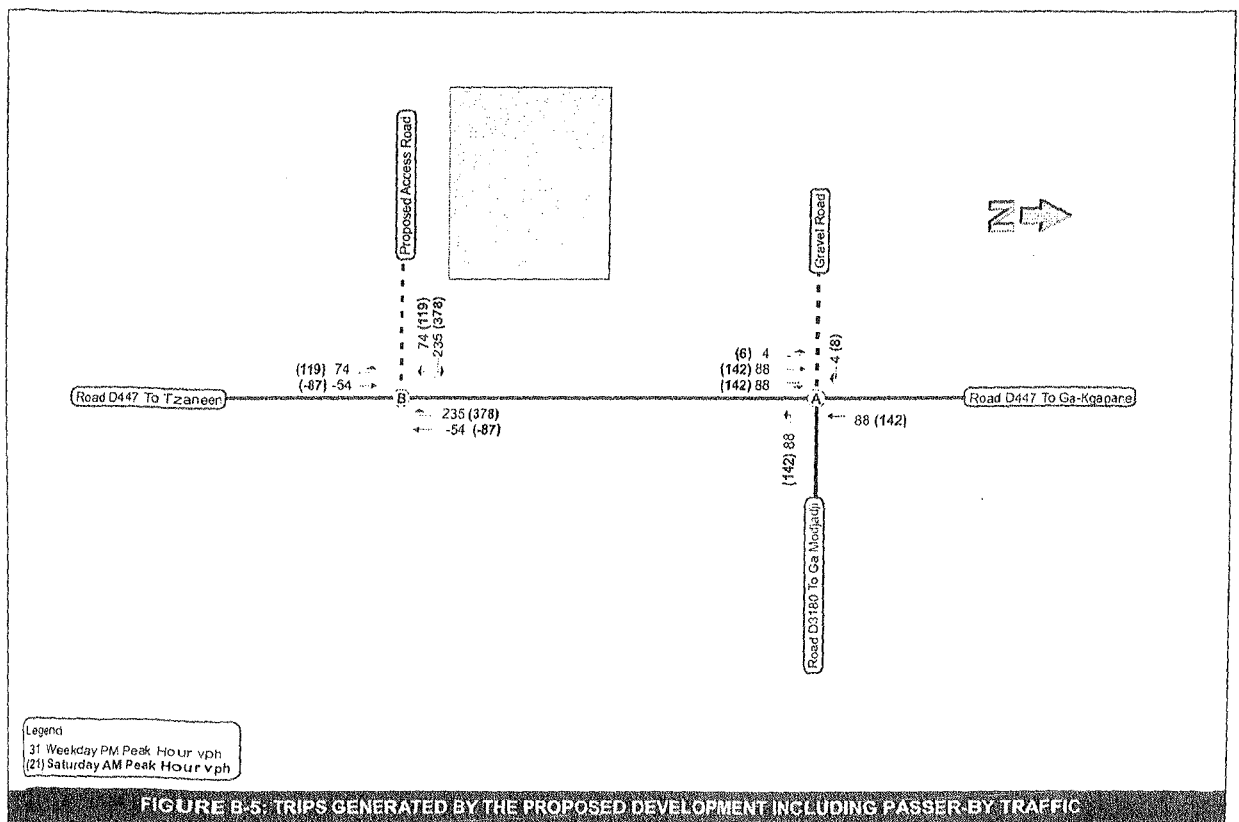 Proposed Access Road
Gravel Road
N
74 (119)
235 (378)
(119) 74
(-87) -54
(6) 4
(142) 88
(142) 88
4 (8)
Road D447 To Tzaneen
B
A
Road D447 To Ga-Kgapane
235 (378)
-54 (-87)
88 (142)
(142) 88
Road D3180 To Ga Modjadji
Legend
31 Weekday PM Peak Hour vph
(21) Saturday AM Peak Hour vph
FIGURE B-5: TRIPS GENERATED BY THE PROPOSED DEVELOPMENT INCLUDING PASSER-BY TRAFFIC